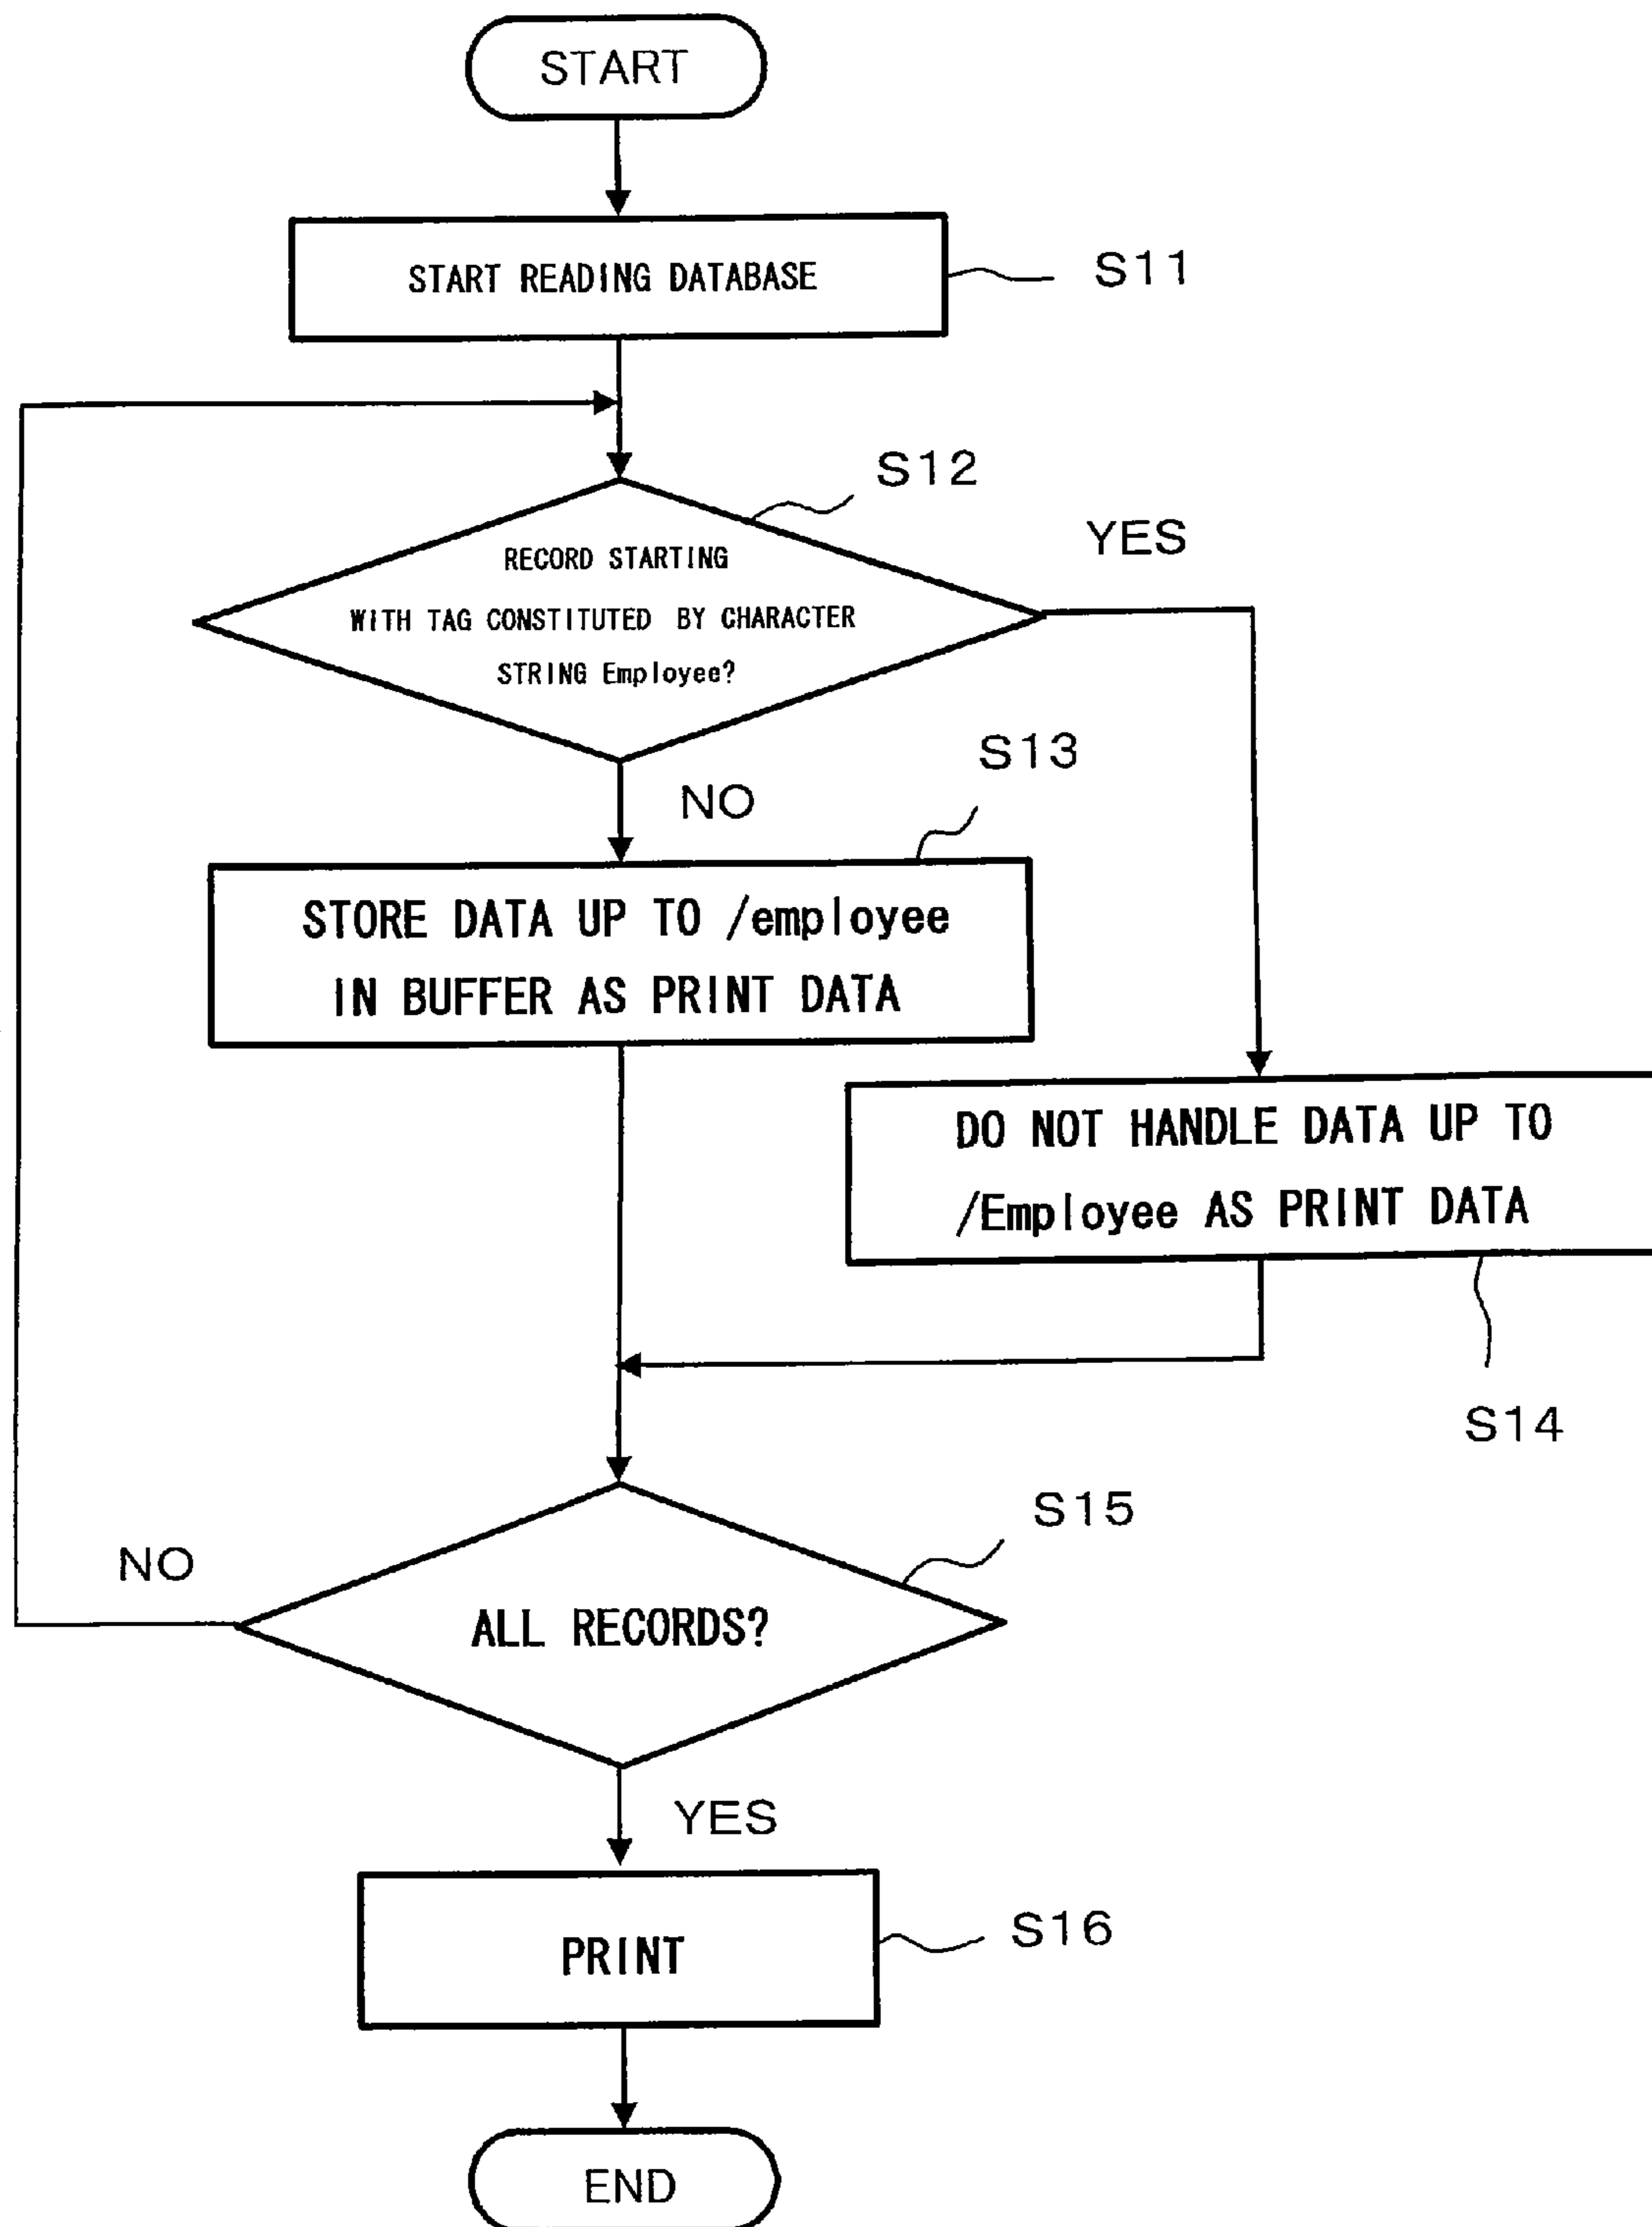 START
START READING DATABASE
S11
S12
YES
RECORD STARTING
WITH TAG CONSTITUTED BY CHARACTER
STRING Employee?
S13
NO
STORE DATA UP TO /employee
IN BUFFER AS PRINT DATA
DO NOT HANDLE DATA UP TO
/Employee AS PRINT DATA
S14
S15
NO
ALL RECORDS?
YES
PRINT
S16
END